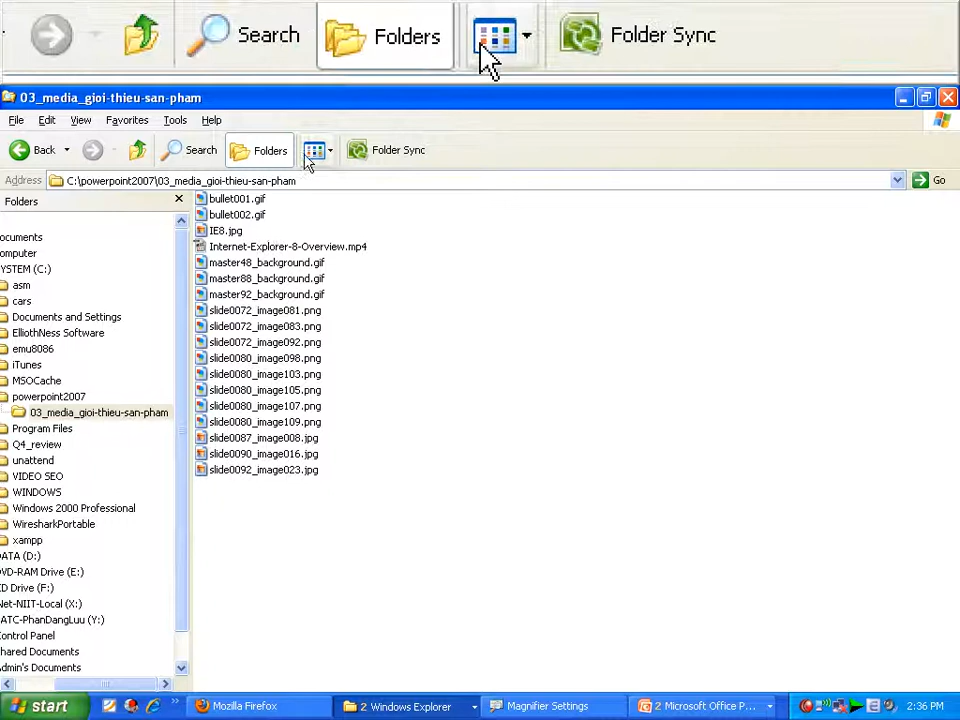 Search Folders Folder Sync
03_media_gioi-thieu-san-pham
File Edit View Favorites Tools Help
Back Search Folders Folder Sync
Address C:\powerpoint2007\03_media_gioi-thieu-san-pham Go
Folders
ocuments
omputer
YSTEM (C:)
asm
cars
Documents and Settings
ElliothNess Software
emu8086
iTunes
MSOCache
powerpoint2007
03_media_gioi-thieu-san-pham
Program Files
Q4_review
unattend
VIDEO SEO
WINDOWS
Windows 2000 Professional
WiresharkPortable
xampp
ATA (D:)
VD-RAM Drive (E:)
D Drive (F:)
Net-NIIT-Local (X:)
ATC-PhanDangLuu (Y:)
ontrol Panel
hared Documents
Admin's Documents
bullet001.gif
bullet002.gif
IE8.jpg
Internet-Explorer-8-Overview.mp4
master48_background.gif
master88_background.gif
master92_background.gif
slide0072_image081.png
slide0072_image083.png
slide0072_image092.png
slide0080_image098.png
slide0080_image103.png
slide0080_image105.png
slide0080_image107.png
slide0080_image109.png
slide0087_image008.jpg
slide0090_image016.jpg
slide0092_image023.jpg
start Mozilla Firefox 2 Windows Explorer Magnifier Settings 2 Microsoft Office P... 2:36 PM